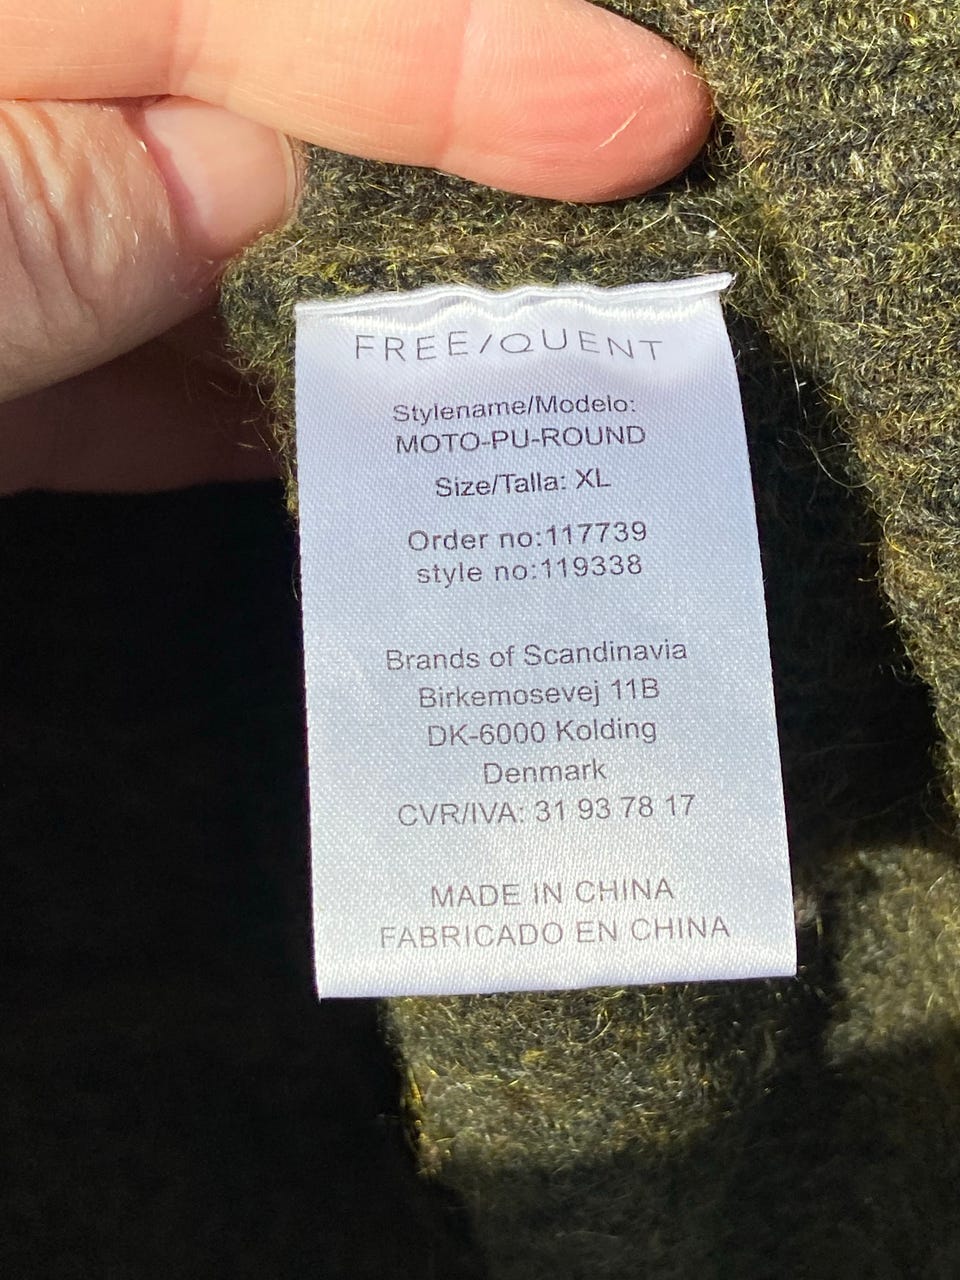 FREE/QUENT
Stylename/Modelo:
MOTO-PU-ROUND
Size/Talla: XL
Order no:117739
style no:119338
Brands of Scandinavia
Birkemosevej 11B
DK-6000 Kolding
Denmark
CVR/IVA: 31 93 78 17
MADE IN CHINA
FABRICADO EN CHINA